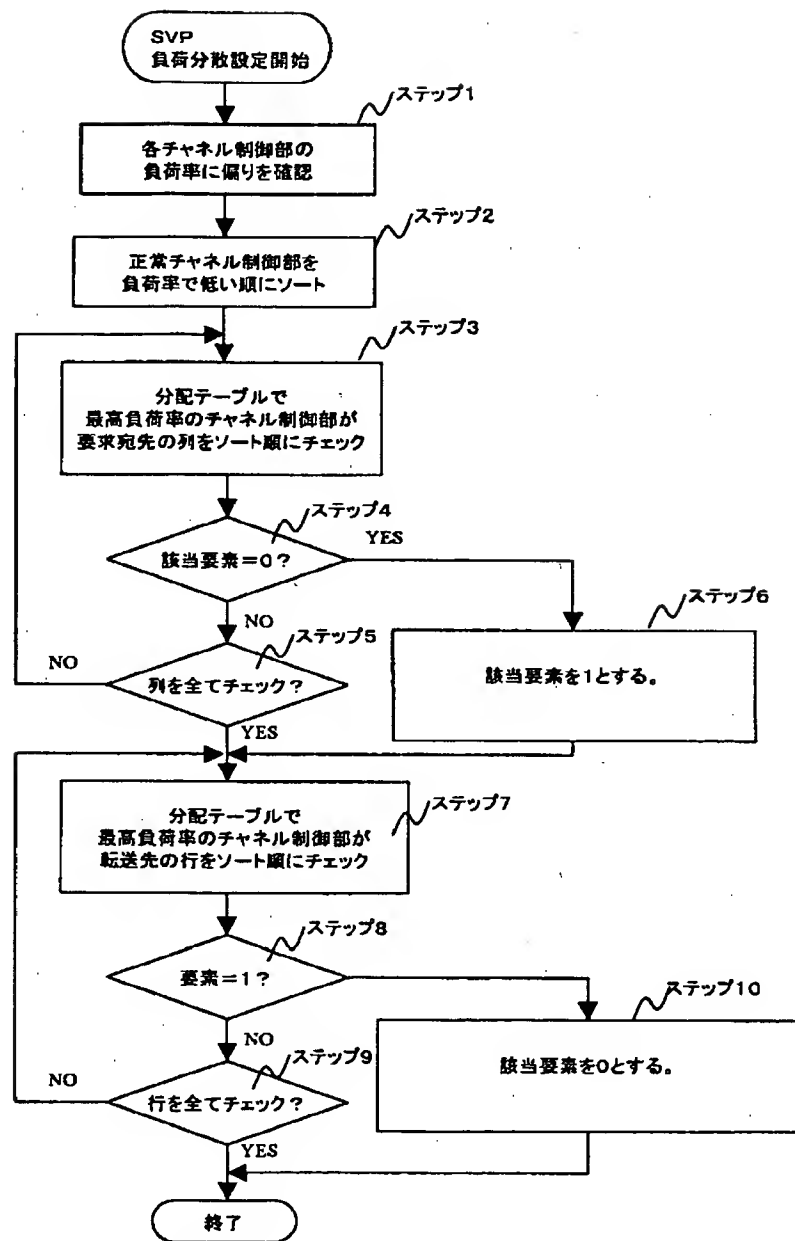 SVP
負荷分散設定開始
ステップ1
各チャネル制御部の
負荷率に偏りを確認
ステップ2
正常チャネル制御部を
負荷率で低い順にソート
ステップ3
分配テーブルで
最高負荷率のチャネル制御部が
要求宛先の列をソート順にチェック
ステップ4
該当要素=0?
YES
NO
ステップ6
該当要素を1とする。
ステップ5
列を全てチェック?
NO
YES
ステップ7
分配テーブルで
最高負荷率のチャネル制御部が
転送先の行をソート順にチェック
ステップ8
要素=1?
NO
ステップ10
該当要素を0とする。
ステップ9
行を全てチェック?
NO
YES
終了